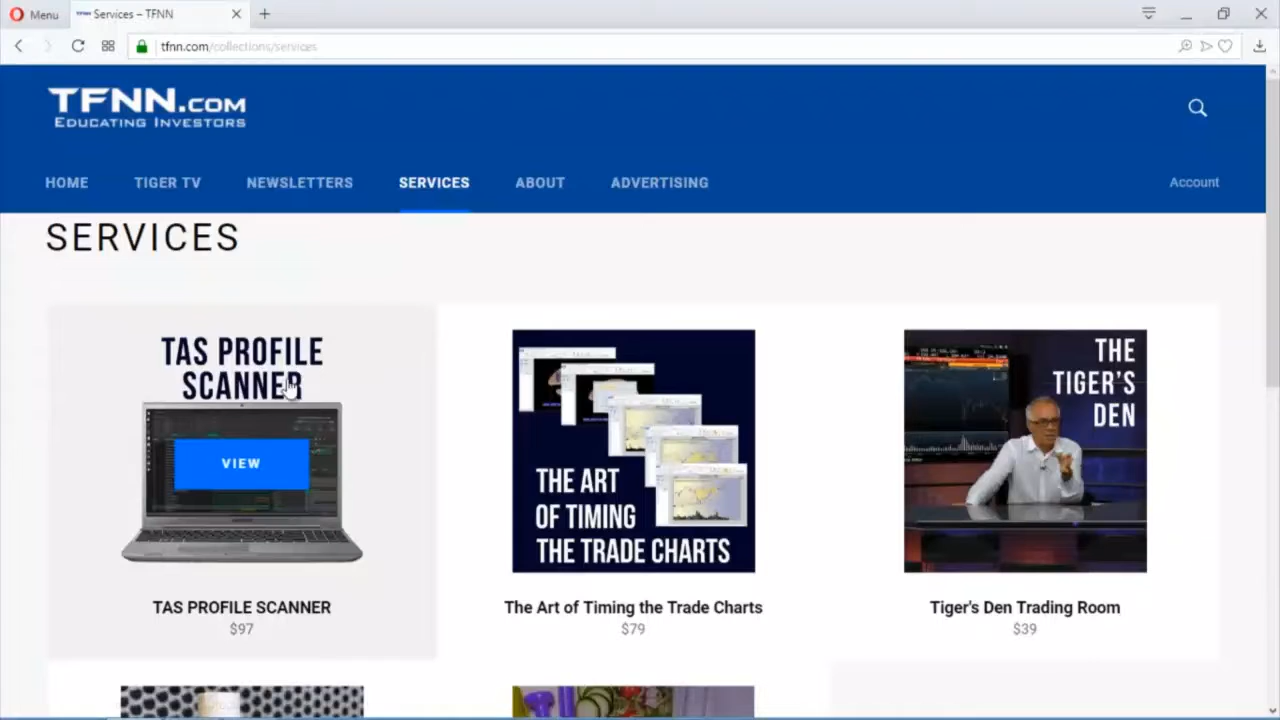 Menu
Services – TFNN
tfnn.com/collections/services
TFNN.COM
EDUCATING INVESTORS
HOME
TIGER TV
NEWSLETTERS
SERVICES
ABOUT
ADVERTISING
Account
SERVICES
TAS PROFILE
SCANNER
VIEW
TAS PROFILE SCANNER
$97
THE ART
OF TIMING
THE TRADE CHARTS
The Art of Timing the Trade Charts
$79
THE
TIGER'S
DEN
Tiger's Den Trading Room
$39